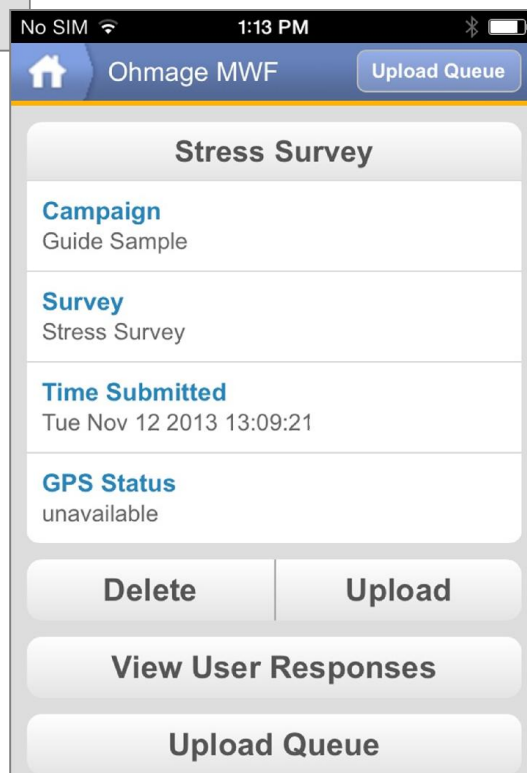 No SIM 1:13 PM
Ohmage MWF Upload Queue
Stress Survey
Campaign
Guide Sample
Survey
Stress Survey
Time Submitted
Tue Nov 12 2013 13:09:21
GPS Status
unavailable
Delete Upload
View User Responses
Upload Queue